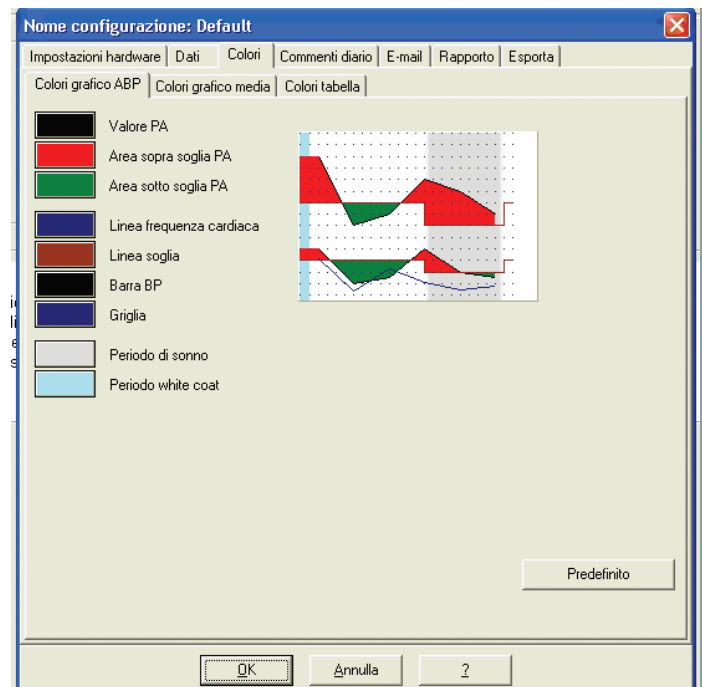 Nome configurazione: Default
Impostazioni hardware Dati Colori Commenti diario E-mail Rapporto Esporta
Colori grafico ABP Colori grafico media Colori tabella
Valore PA
Area sopra soglia PA
Area sotto soglia PA
Linea frequenza cardiaca
Linea soglia
Barra BP
Griglia
Periodo di sonno
Periodo white coat
Predefinito
OK Annulla ?